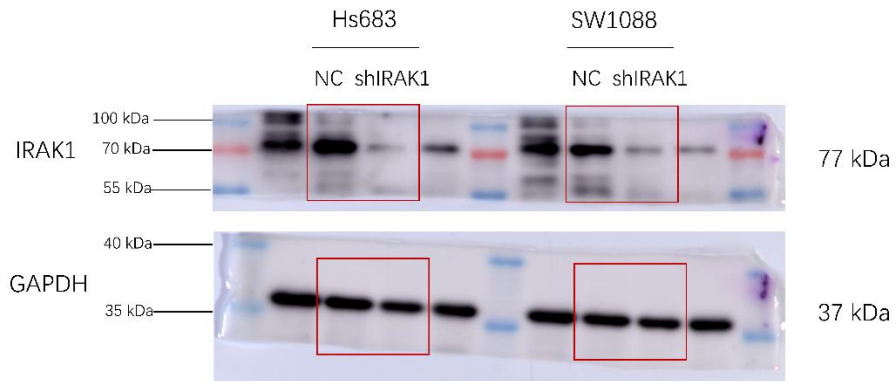 Hs683 SW1088
NC shIRAK1 NC shIRAK1
100 kDa
IRAK1 70 kDa 77 kDa
55 kDa
40 kDa
GAPDH
35 kDa 37 kDa